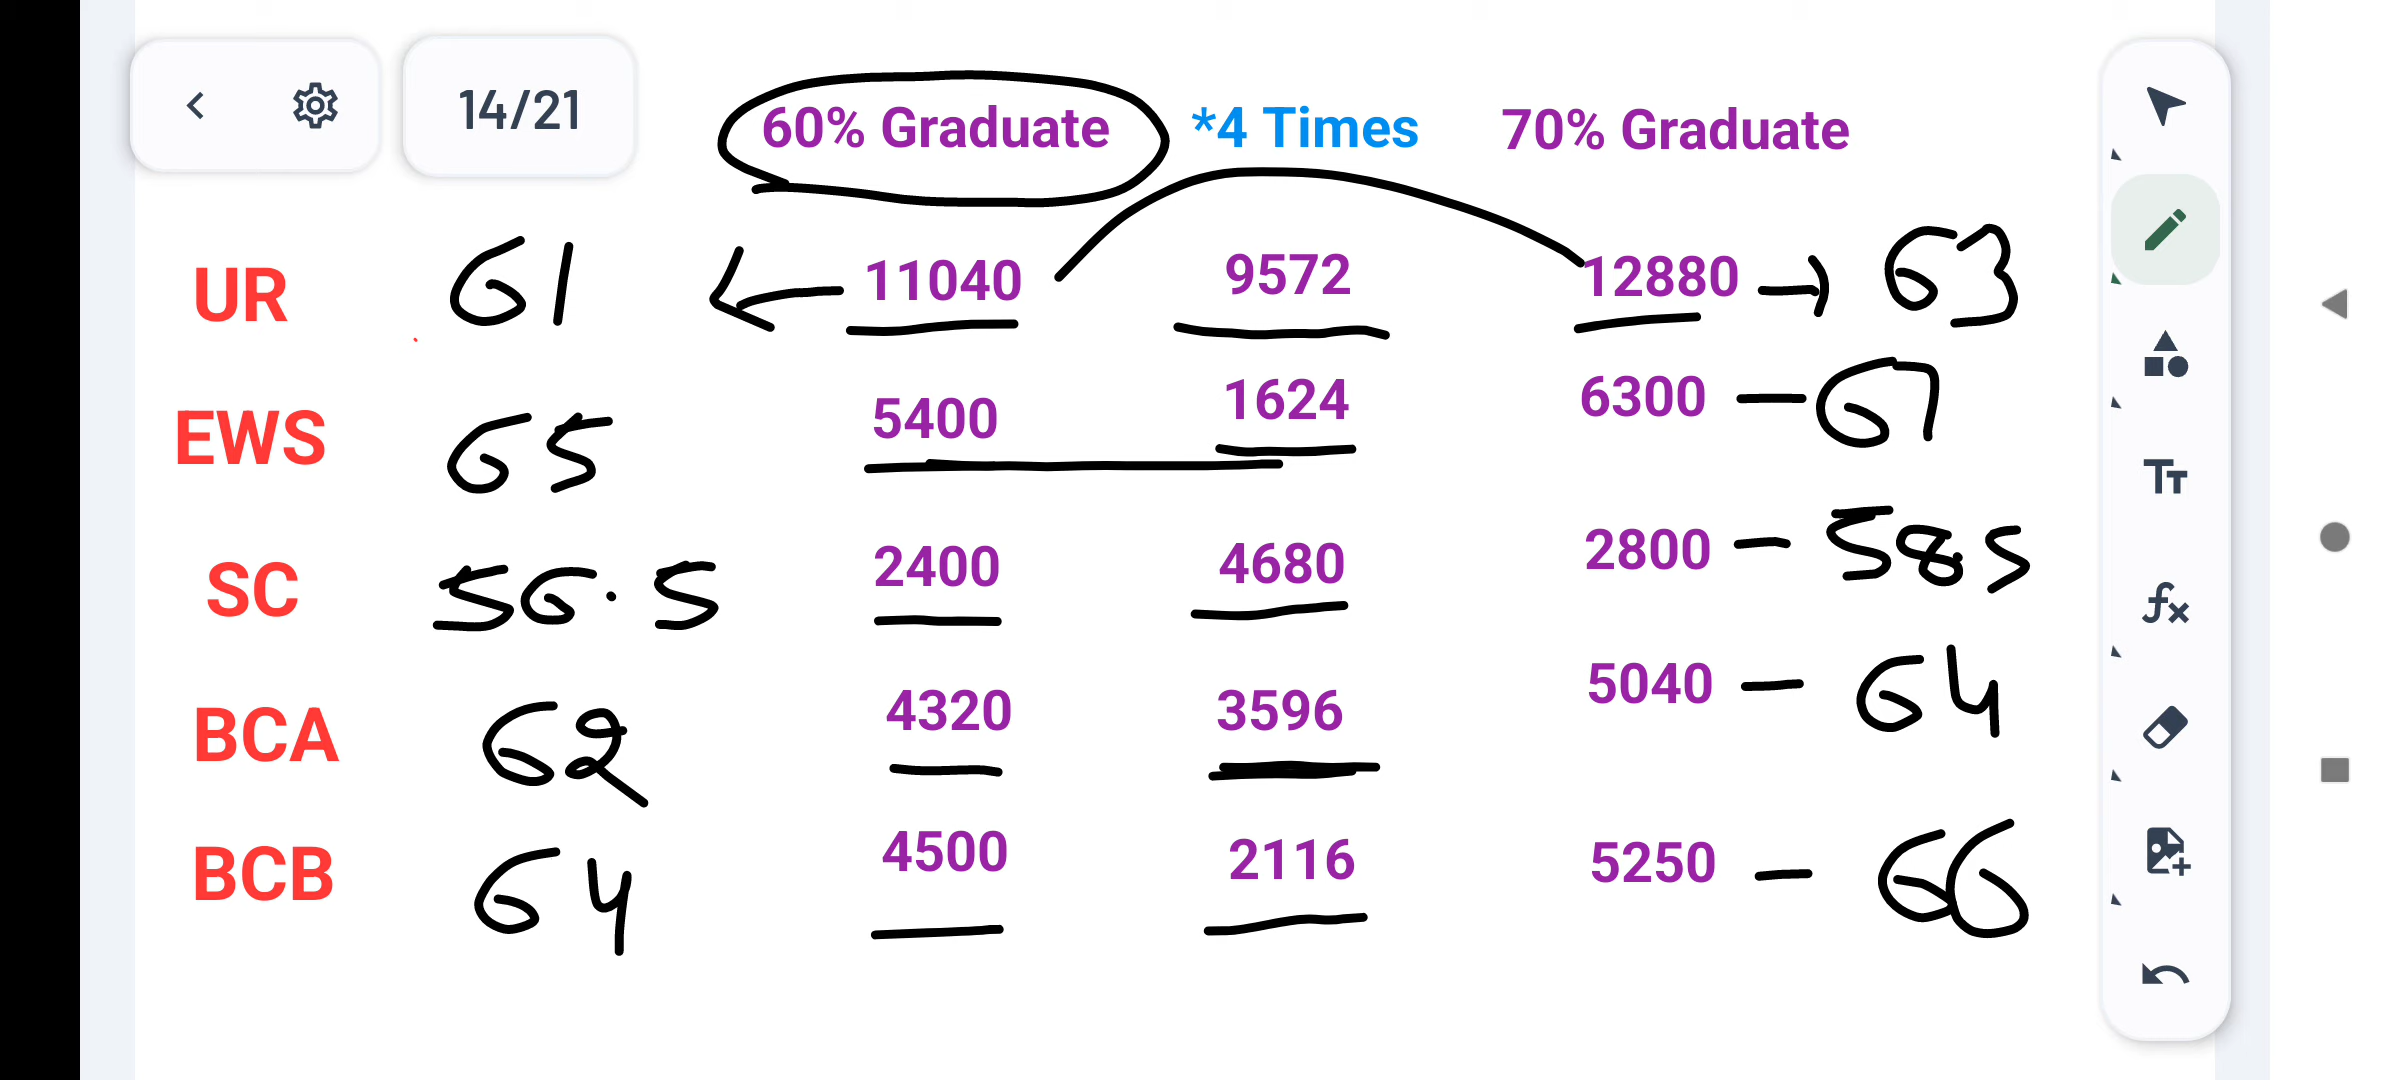 14/21 60% Graduate *4 Times 70% Graduate
UR 61 11040 9572 12880 63
EWS 65 5400 1624 6300 67
SC 56.5 2400 4680 2800 58.5
BCA 62 4320 3596 5040 64
BCB 64 4500 2116 5250 66
Tт
fx